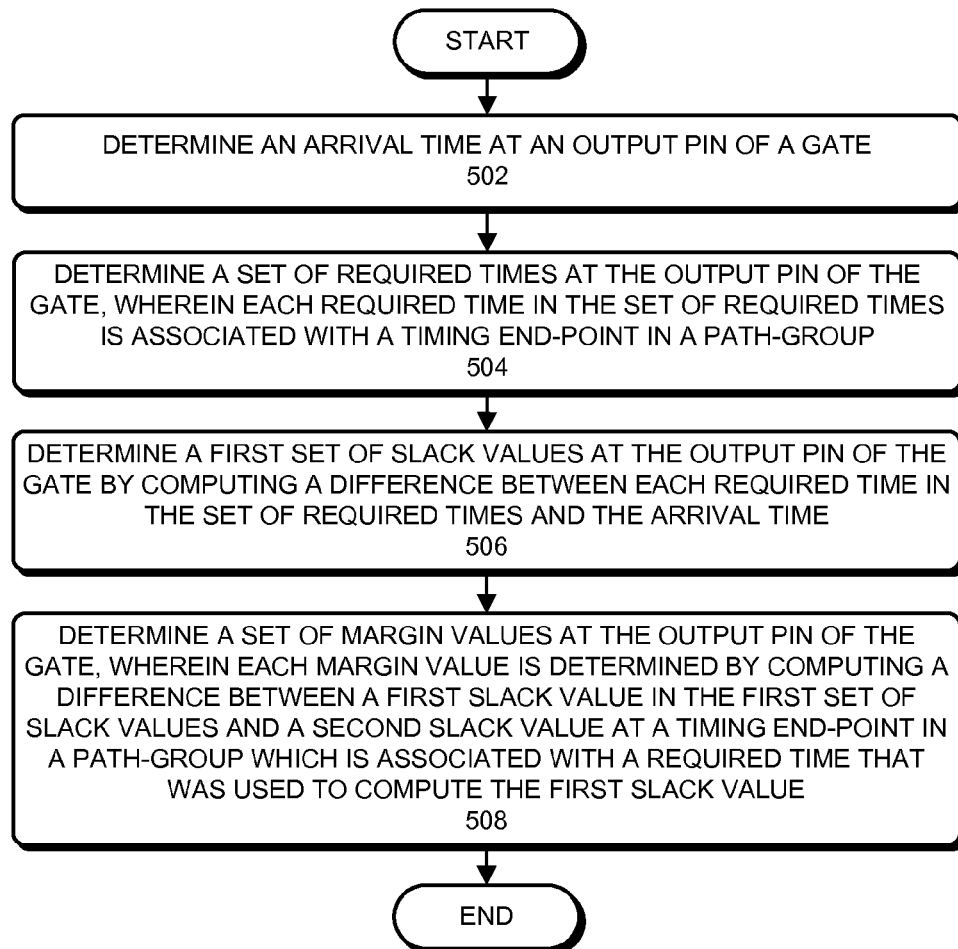 START
DETERMINE AN ARRIVAL TIME AT AN OUTPUT PIN OF A GATE
502
DETERMINE A SET OF REQUIRED TIMES AT THE OUTPUT PIN OF THE
GATE, WHEREIN EACH REQUIRED TIME IN THE SET OF REQUIRED TIMES
IS ASSOCIATED WITH A TIMING END-POINT IN A PATH-GROUP
504
DETERMINE A FIRST SET OF SLACK VALUES AT THE OUTPUT PIN OF THE
GATE BY COMPUTING A DIFFERENCE BETWEEN EACH REQUIRED TIME IN
THE SET OF REQUIRED TIMES AND THE ARRIVAL TIME
506
DETERMINE A SET OF MARGIN VALUES AT THE OUTPUT PIN OF THE
GATE, WHEREIN EACH MARGIN VALUE IS DETERMINED BY COMPUTING A
DIFFERENCE BETWEEN A FIRST SLACK VALUE IN THE FIRST SET OF
SLACK VALUES AND A SECOND SLACK VALUE AT A TIMING END-POINT IN
A PATH-GROUP WHICH IS ASSOCIATED WITH A REQUIRED TIME THAT
WAS USED TO COMPUTE THE FIRST SLACK VALUE
508
END